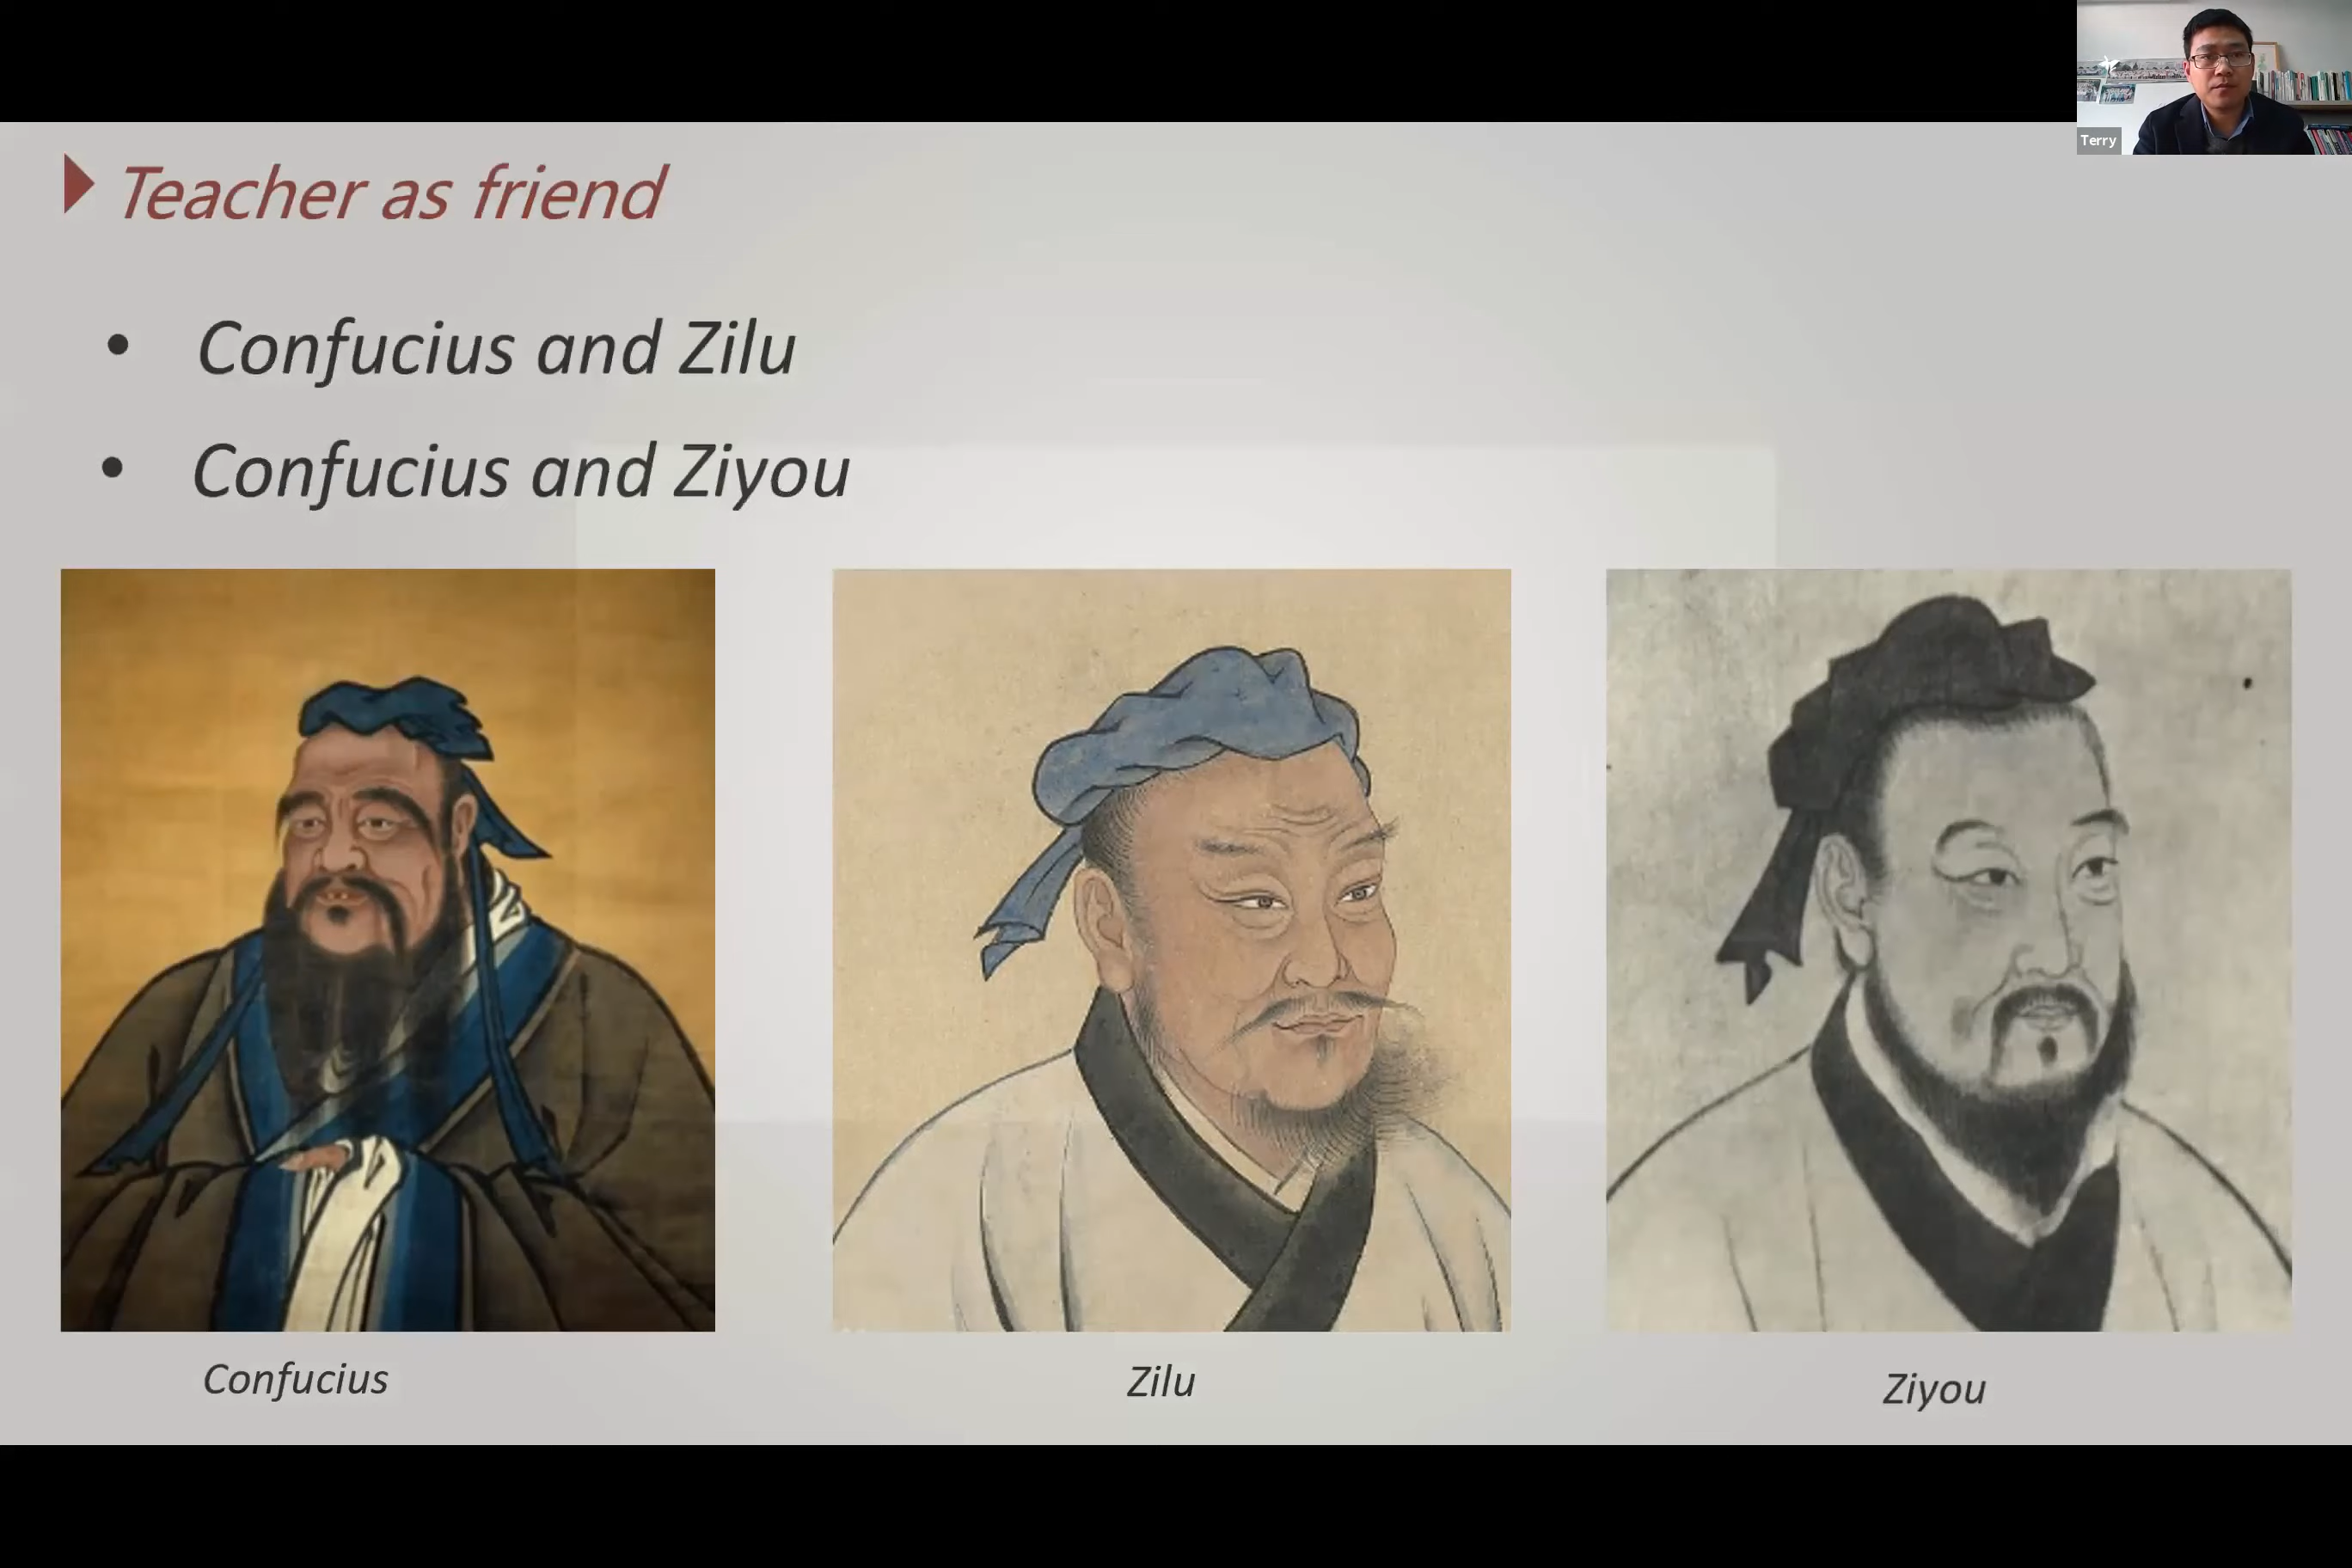 Teacher as friend
• Confucius and Zilu
• Confucius and Ziyou
Confucius
Zilu
Ziyou
Terry